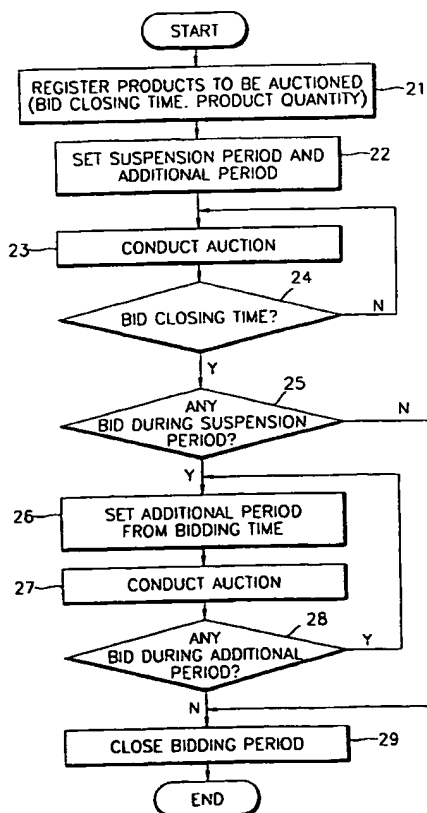 START
REGISTER PRODUCTS TO BE AUCTIONED
(BID CLOSING TIME. PRODUCT QUANTITY)
21
SET SUSPENSION PERIOD AND
ADDITIONAL PERIOD
22
23
CONDUCT AUCTION
24
BID CLOSING TIME?
N
Y
25
ANY
BID DURING SUSPENSION
PERIOD?
N
Y
26
SET ADDITIONAL PERIOD
FROM BIDDING TIME
27
CONDUCT AUCTION
28
ANY
BID DURING ADDITIONAL
PERIOD?
Y
N
CLOSE BIDDING PERIOD
29
END